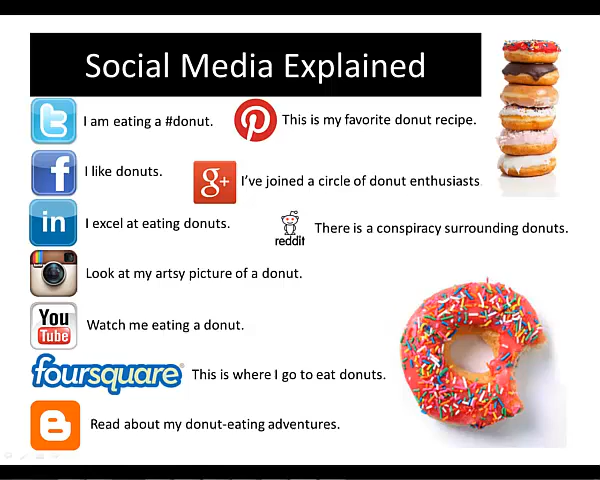 Social Media Explained
I am eating a #donut.
This is my favorite donut recipe.
I like donuts.
g+
I've joined a circle of donut enthusiasts
in
I excel at eating donuts.
reddit
There is a conspiracy surrounding donuts.
Look at my artsy picture of a donut.
You
Tube
Watch me eating a donut.
foursquare
This is where I go to eat donuts.
Read about my donut-eating adventures.